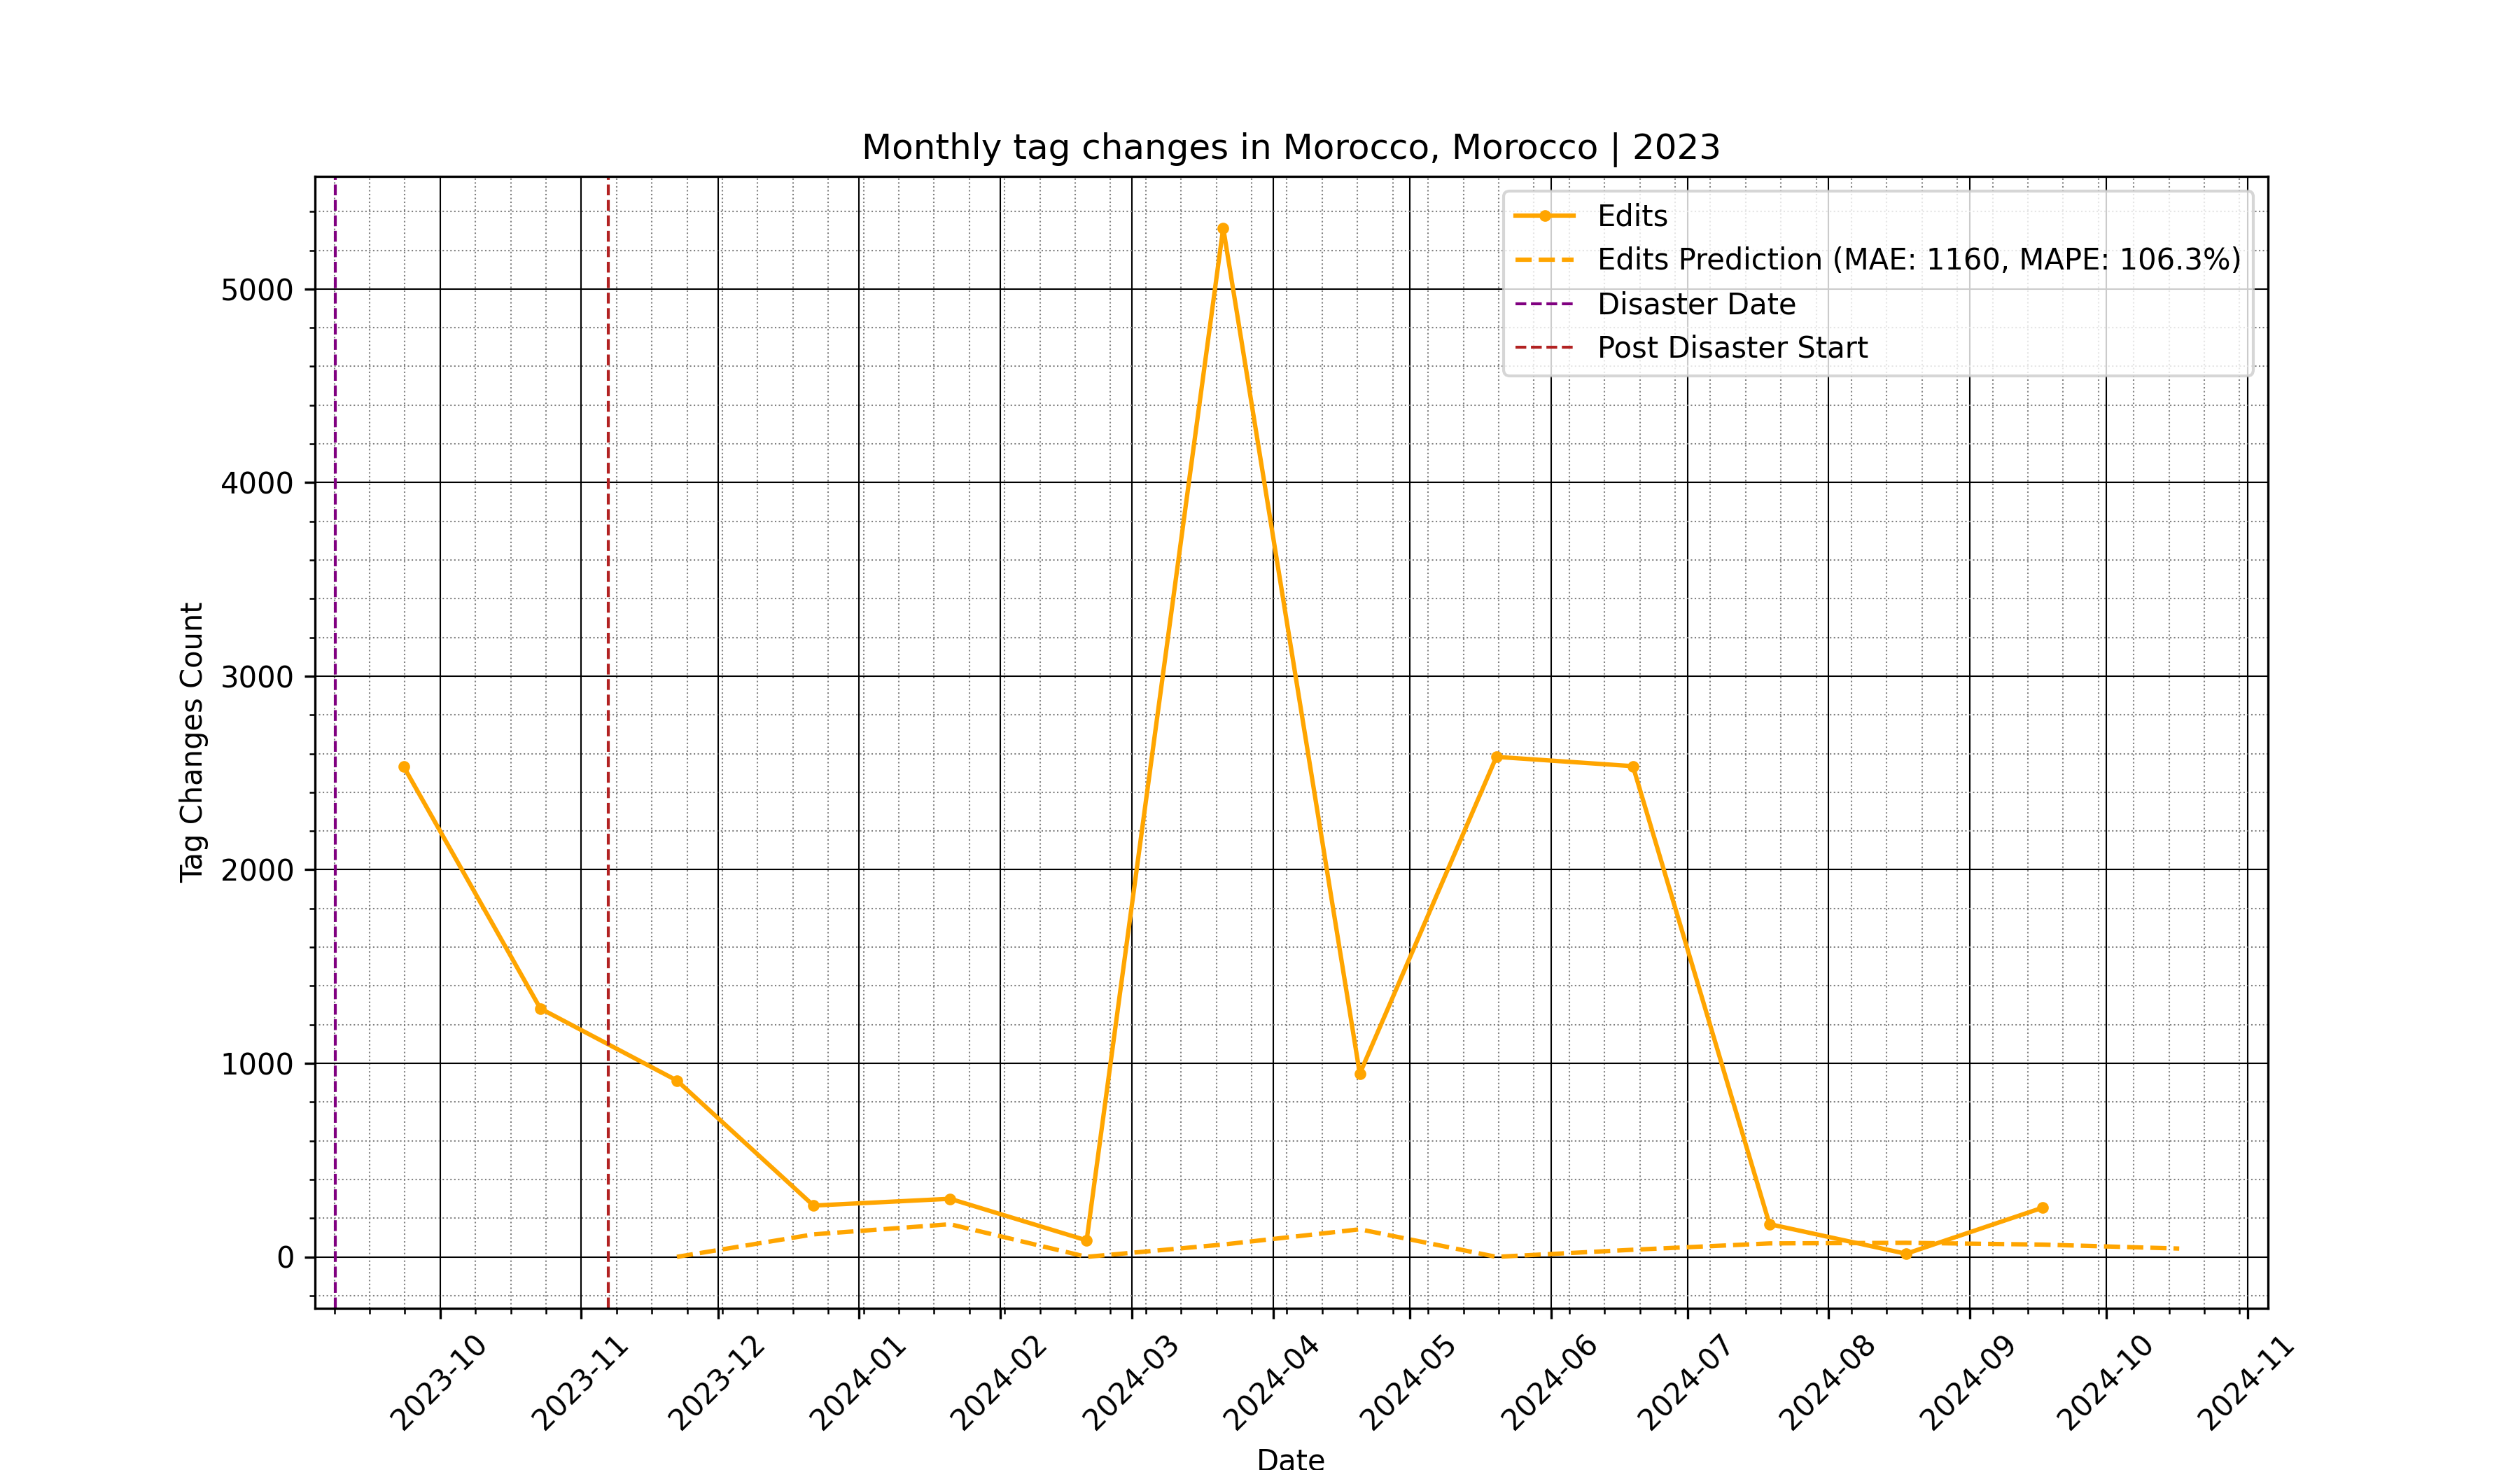 Monthly tag changes in Morocco, Morocco | 2023
Edits
Edits Prediction (MAE: 1160, MAPE: 106.3%)
Disaster Date
Post Disaster Start
Tag Changes Count
5000
4000
3000
2000
1000
0
2023-10
2023-11
2023-12
2024-01
2024-02
2024-03
2024-04
2024-05
2024-06
2024-07
2024-08
2024-09
2024-10
2024-11
Date